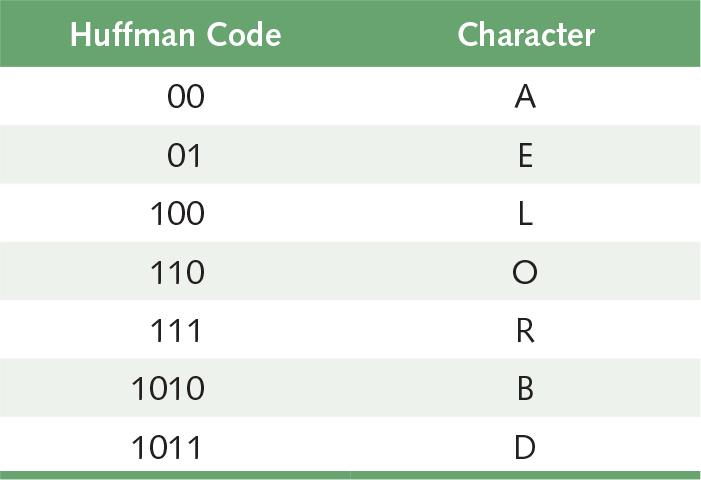 Huffman Code Character
00 A
01 E
100 L
110 O
111 R
1010 B
1011 D